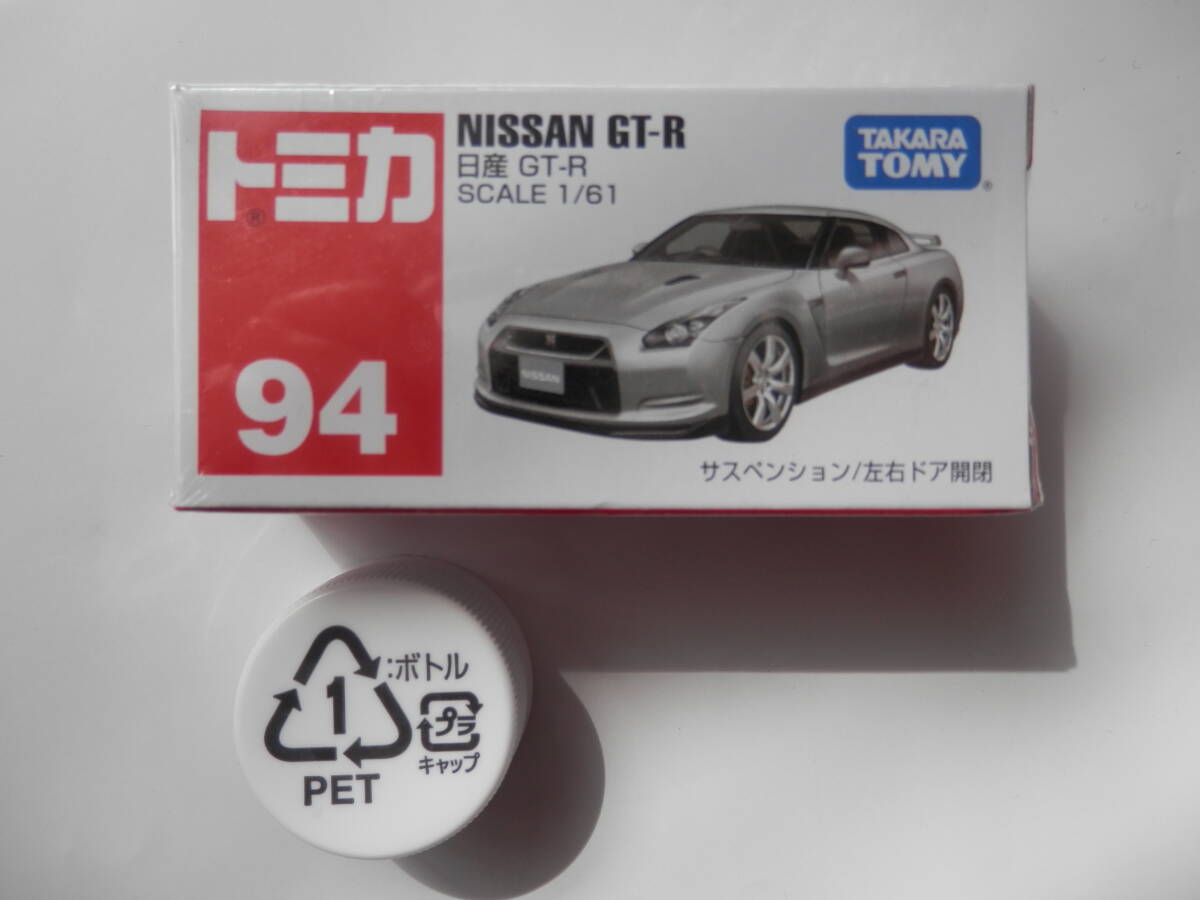 トミカ
®
94
NISSAN GT-R
日産 GT-R
SCALE 1/61
TAKARA
TOMY
®
NISSAN
サスペンション/左右ドア開閉
1
:ボトル
プラ
キャップ
PET